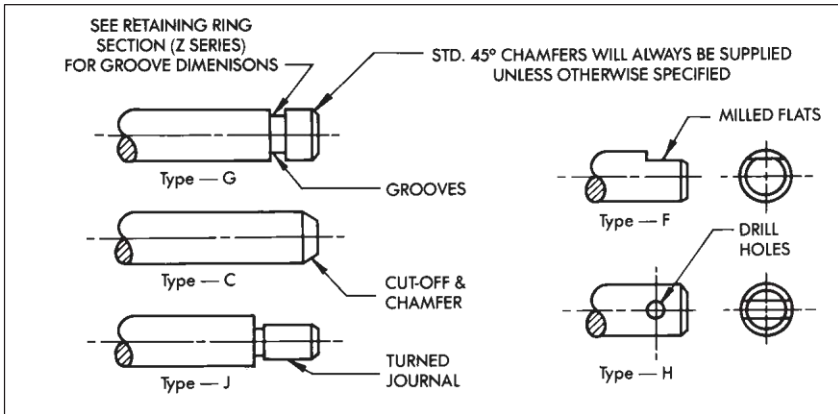 SEE RETAINING RING
SECTION (Z SERIES)
FOR GROOVE DIMENISONS
STD. 45° CHAMFERS WILL ALWAYS BE SUPPLIED
UNLESS OTHERWISE SPECIFIED
Type — G
GROOVES
Type — C
CUT-OFF &
CHAMFER
Type — J
TURNED
JOURNAL
MILLED FLATS
Type — F
DRILL
HOLES
Type — H